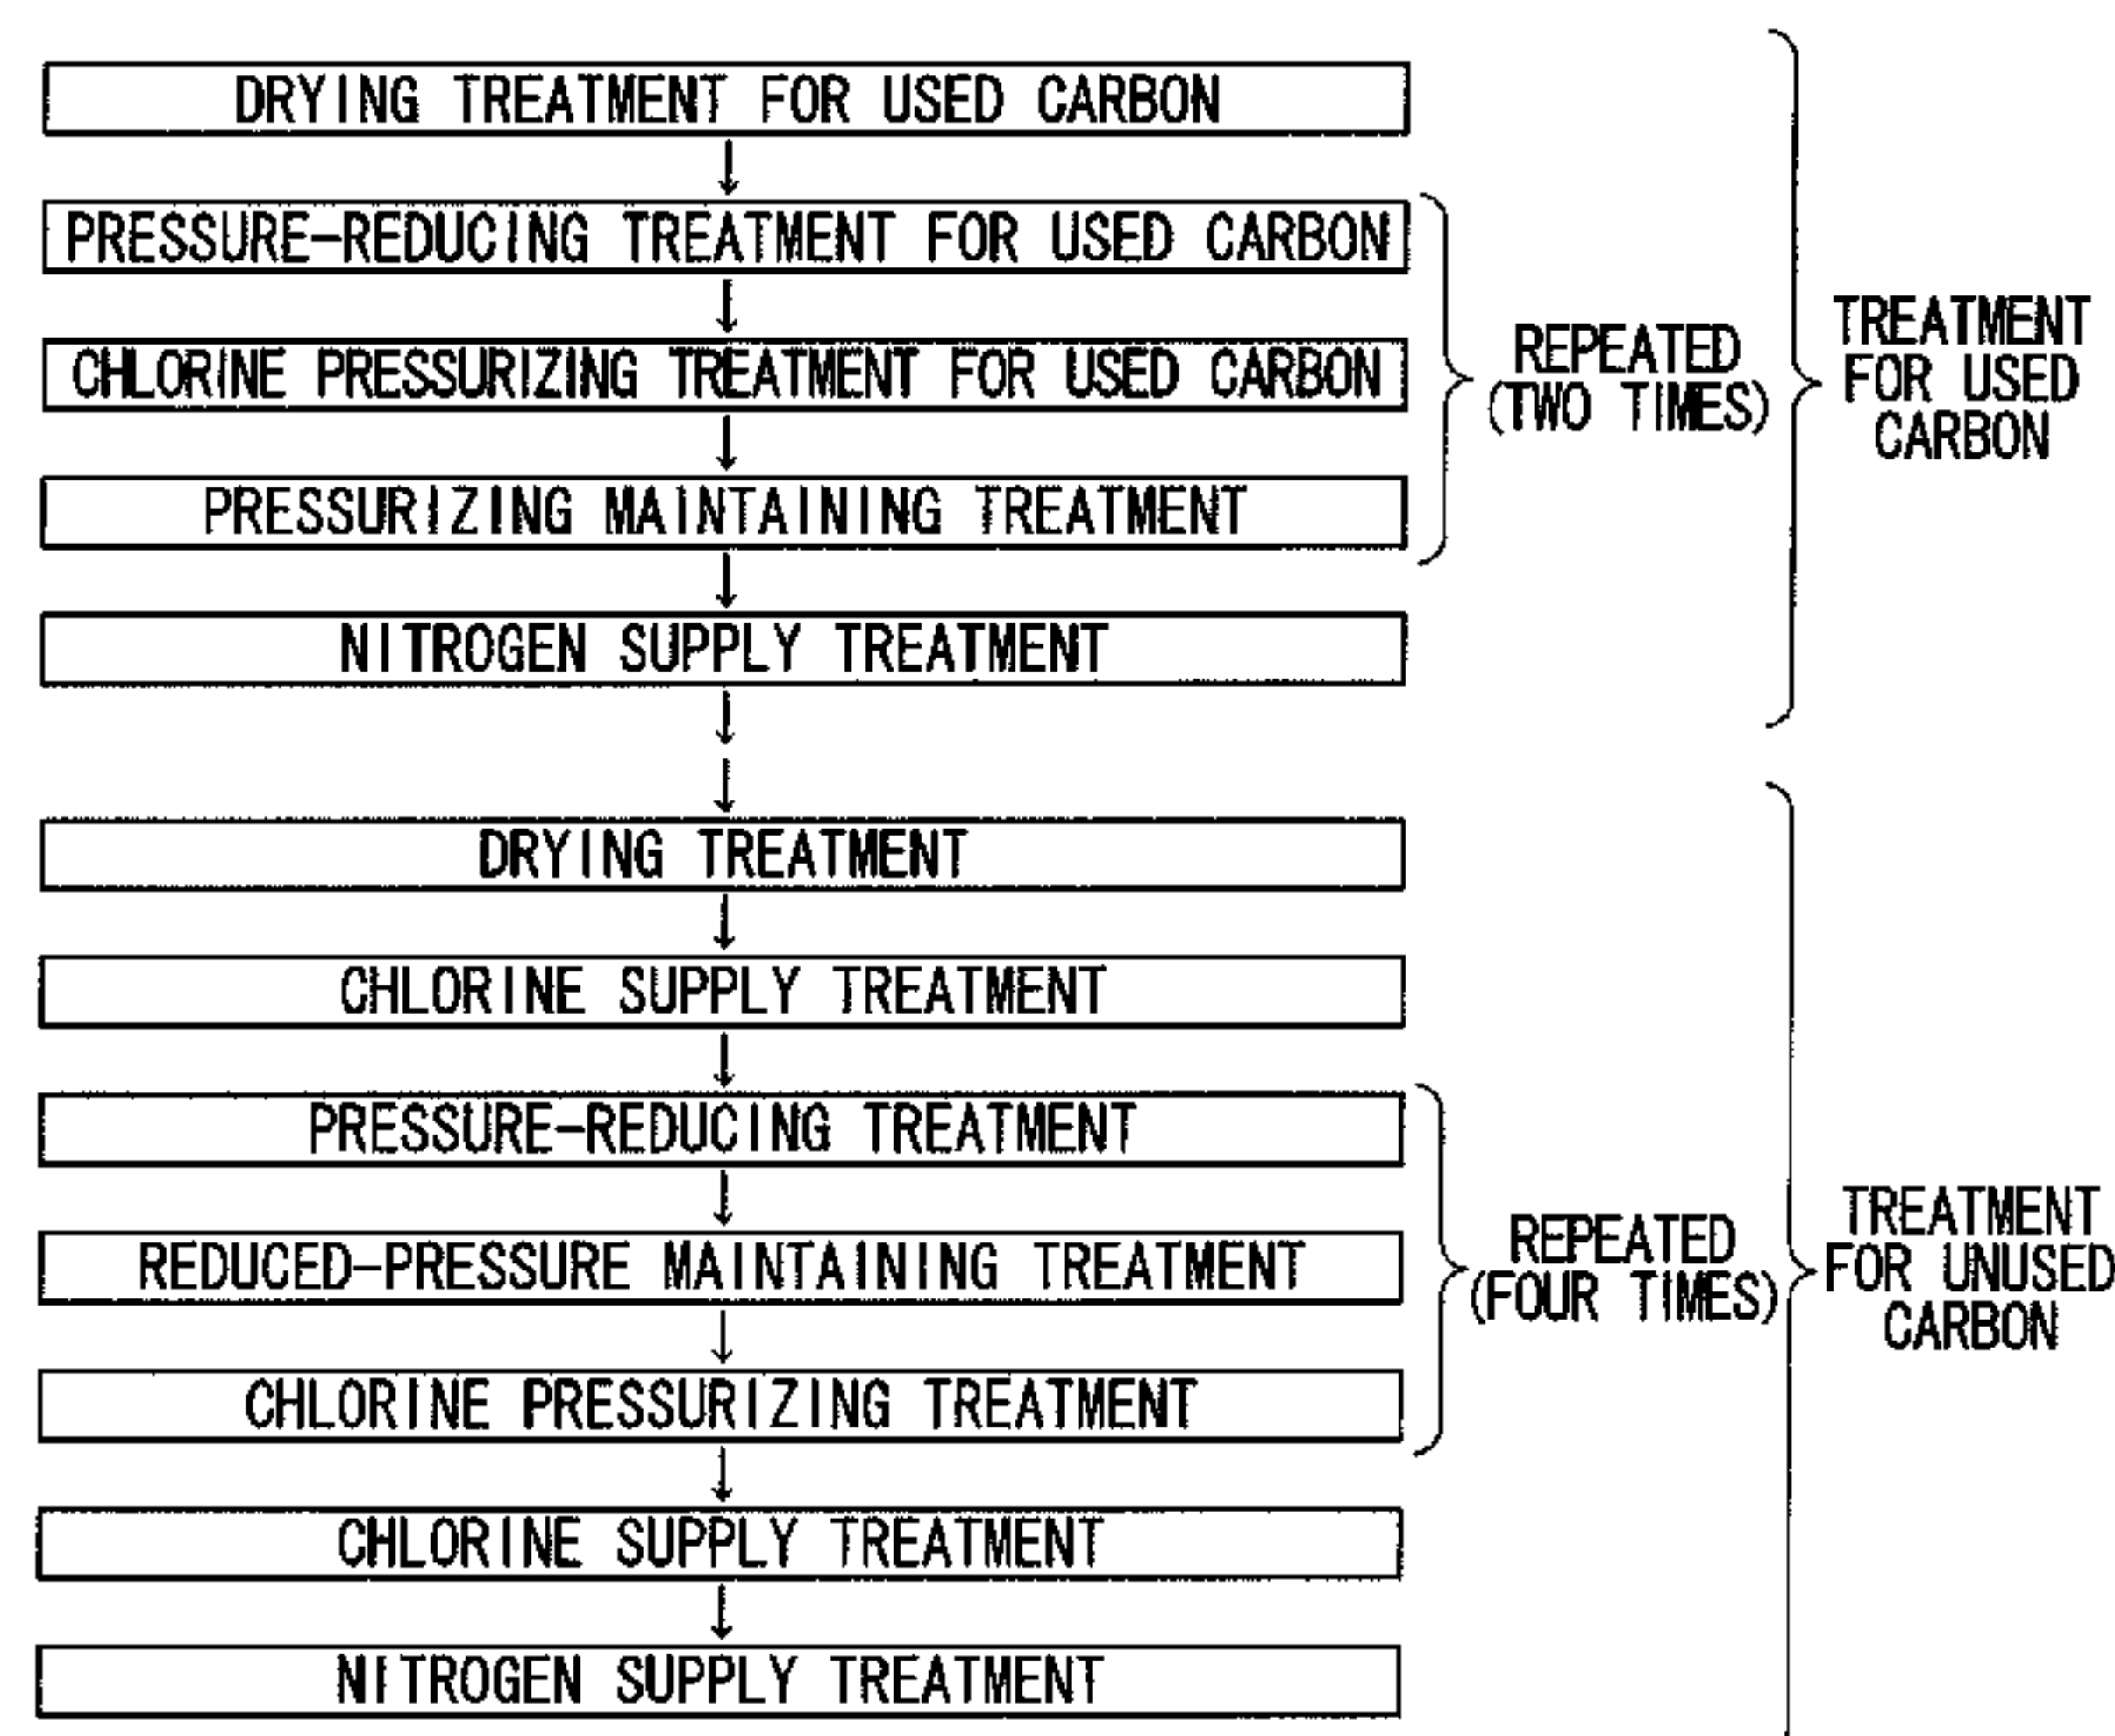 DRYING TREATMENT FOR USED CARBON
PRESSURE-REDUCING TREATMENT FOR USED CARBON
CHLORINE PRESSURIZING TREATMENT FOR USED CARBON
PRESSURIZING MAINTAINING TREATMENT
REPEATED
(TWO TIMES)
NITROGEN SUPPLY TREATMENT
TREATMENT
FOR USED
CARBON
DRYING TREATMENT
CHLORINE SUPPLY TREATMENT
PRESSURE-REDUCING TREATMENT
REDUCED-PRESSURE MAINTAINING TREATMENT
CHLORINE PRESSURIZING TREATMENT
REPEATED
(FOUR TIMES)
CHLORINE SUPPLY TREATMENT
NITROGEN SUPPLY TREATMENT
TREATMENT
FOR UNUSED
CARBON